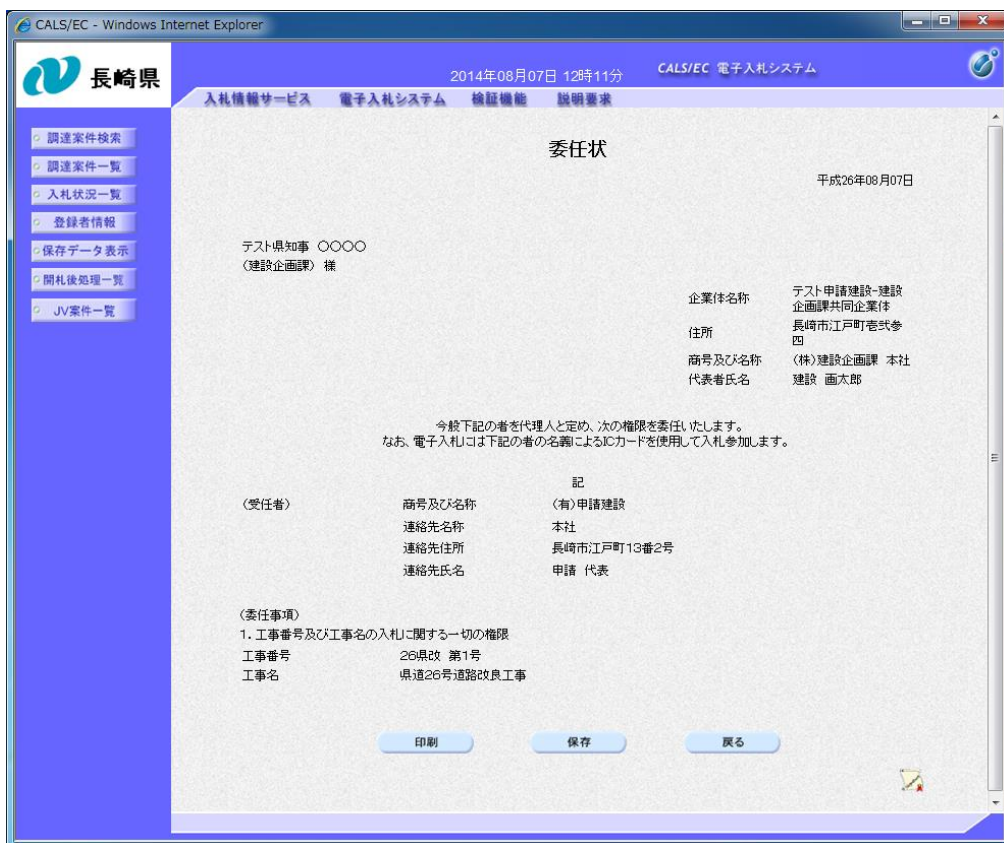 CALS/EC - Windows Internet Explorer
長崎県
2014年08月07日 12時11分
CALS/EC 電子入札システム
入札情報サービス 電子入札システム 検証機能 説明要求
調達案件検索
調達案件一覧
入札状況一覧
登録者情報
保存データ表示
開札後処理一覧
JV案件一覧
委任状
平成26年08月07日
テスト県知事 〇〇〇〇
(建設企画課) 様
企業体名称 テスト申請建設-建設
企画課共同企業体
住所 長崎市江戸町壱弐参
四
商号及び名称 (株)建設企画課 本社
代表者氏名 建設 画太郎
今般下記の者を代理人と定め、次の権限を委任いたします。
なお、電子入札には下記の者の名義によるICカードを使用して入札参加します。
記
(受任者) 商号及び名称 (有)申請建設
連絡先名称 本社
連絡先住所 長崎市江戸町13番2号
連絡先氏名 申請 代表
(委任事項)
1.工事番号及び工事名の入札に関する一切の権限
工事番号 26県改 第1号
工事名 県道26号道路改良工事
印刷 保存 戻る